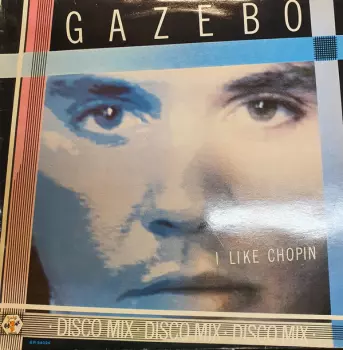 GAZEBO
I LIKE CHOPIN
· DISCO MIX · DISCO MIX · DISCO MIX ·